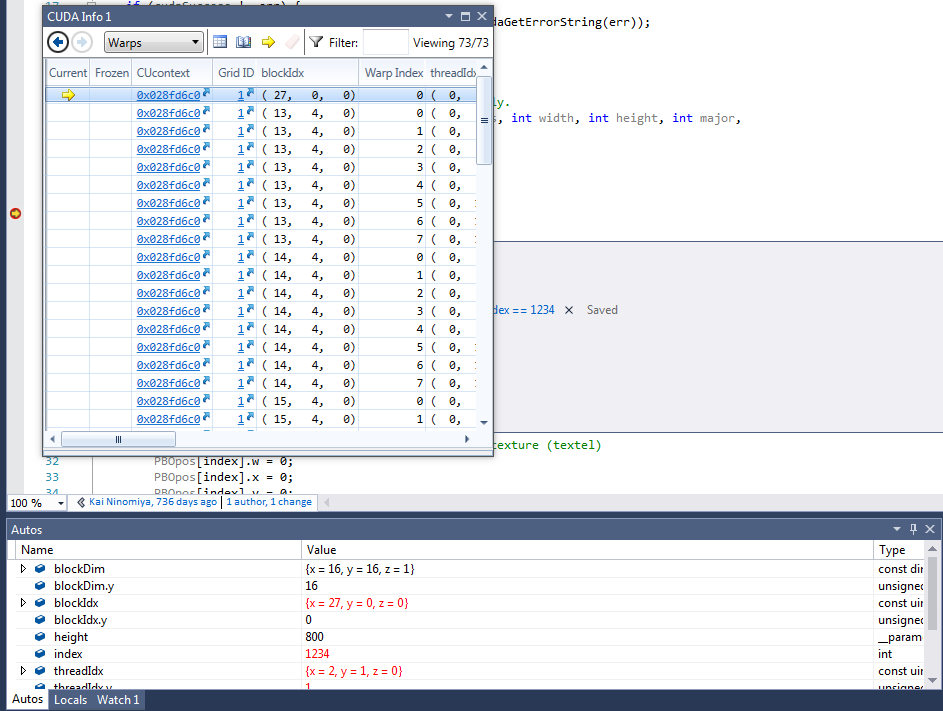 17 if (cudaSuccess != err) {
CUDA Info 1
daGetErrorString(err));
Warps Filter: Viewing 73/73
Current Frozen CUcontext Grid ID blockIdx Warp Index threadIdx
0x028fd6c0 1 ( 27, 0, 0) 0 ( 0,
ly.
0x028fd6c0 1 ( 13, 4, 0) 0 ( 0,
s, int width, int height, int major,
0x028fd6c0 1 ( 13, 4, 0) 1 ( 0,
0x028fd6c0 1 ( 13, 4, 0) 2 ( 0,
0x028fd6c0 1 ( 13, 4, 0) 3 ( 0,
0x028fd6c0 1 ( 13, 4, 0) 4 ( 0,
0x028fd6c0 1 ( 13, 4, 0) 5 ( 0,
0x028fd6c0 1 ( 13, 4, 0) 6 ( 0,
0x028fd6c0 1 ( 13, 4, 0) 7 ( 0,
0x028fd6c0 1 ( 14, 4, 0) 0 ( 0,
0x028fd6c0 1 ( 14, 4, 0) 1 ( 0,
0x028fd6c0 1 ( 14, 4, 0) 2 ( 0,
0x028fd6c0 1 ( 14, 4, 0) 3 ( 0,
dex == 1234 Saved
0x028fd6c0 1 ( 14, 4, 0) 4 ( 0,
0x028fd6c0 1 ( 14, 4, 0) 5 ( 0,
0x028fd6c0 1 ( 14, 4, 0) 6 ( 0,
0x028fd6c0 1 ( 14, 4, 0) 7 ( 0,
0x028fd6c0 1 ( 15, 4, 0) 0 ( 0,
0x028fd6c0 1 ( 15, 4, 0) 1 ( 0,
exture (textel)
32 PBOpos[index].w = 0;
33 PBOpos[index].x = 0;
34 PBOpos[index].y = 0;
100 % Kai Ninomiya, 736 days ago | 1 author, 1 change
Autos
Name Value Type
blockDim {x = 16, y = 16, z = 1} const dim
blockDim.y 16 unsigned
blockIdx {x = 27, y = 0, z = 0} const uin
blockIdx.y 0 unsigned
height 800 __param
index 1234 int
threadIdx {x = 2, y = 1, z = 0} const uin
threadIdx.y 1 unsigned
Autos Locals Watch 1